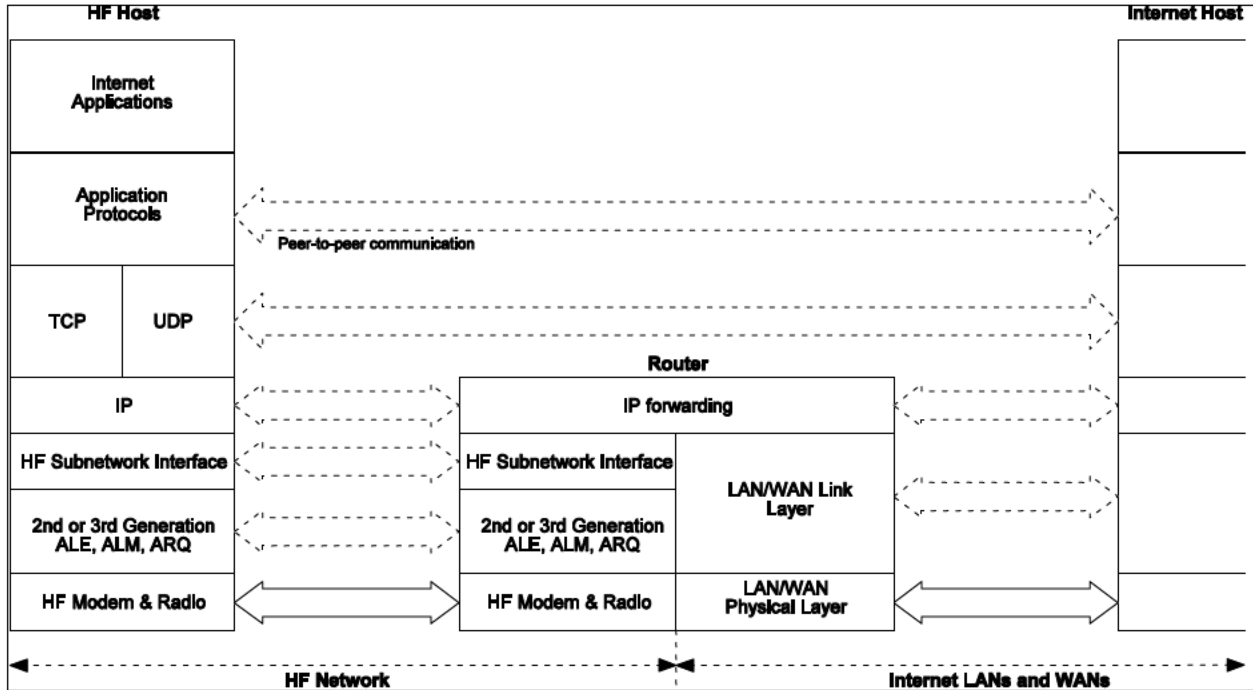 HF Host
Internet Host
Internet
Applications
Application
Protocols
Peer-to-peer communication
TCP
UDP
Router
IP
IP forwarding
HF Subnetwork Interface
HF Subnetwork Interface
LAN/WAN Link
Layer
2nd or 3rd Generation
ALE, ALM, ARQ
2nd or 3rd Generation
ALE, ALM, ARQ
HF Modem & Radio
HF Modem & Radio
LAN/WAN
Physical Layer
HF Network
Internet LANs and WANs